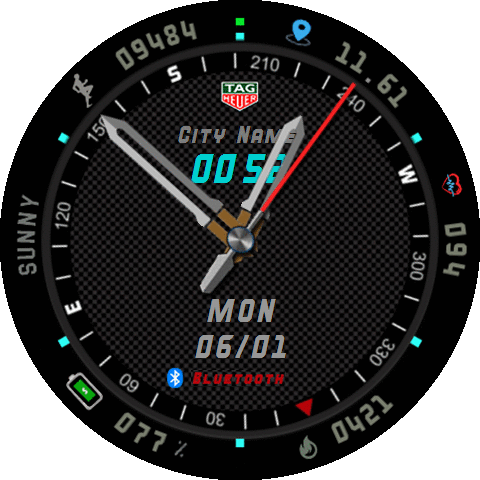 09484
11.61
S
210
240
W
300
330
30
60
E
120
150
TAG
HEUER
CITY NAME
00 52
SUNNY
094
MON
06/01
BLUETOOTH
077 %
0421